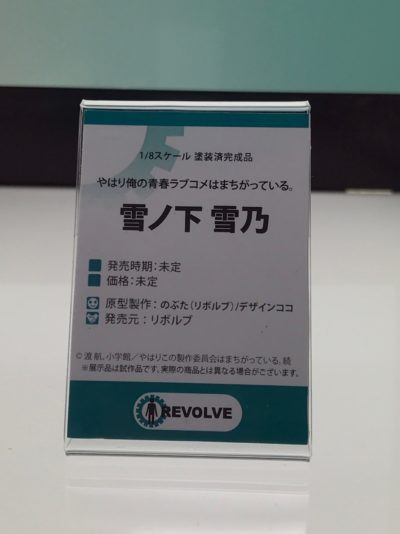 1/8スケール 塗装済完成品
やはり俺の青春ラブコメはまちがっている。
雪ノ下 雪乃
発売時期：未定
価格：未定
原型製作：のぶた（リボルブ）/デザインココ
発売元：リボルブ
© 渡 航、小学館／やはりこの製作委員会はまちがっている。続
※展示品は試作品です。実際の商品とは異なる場合がございます。
REVOLVE